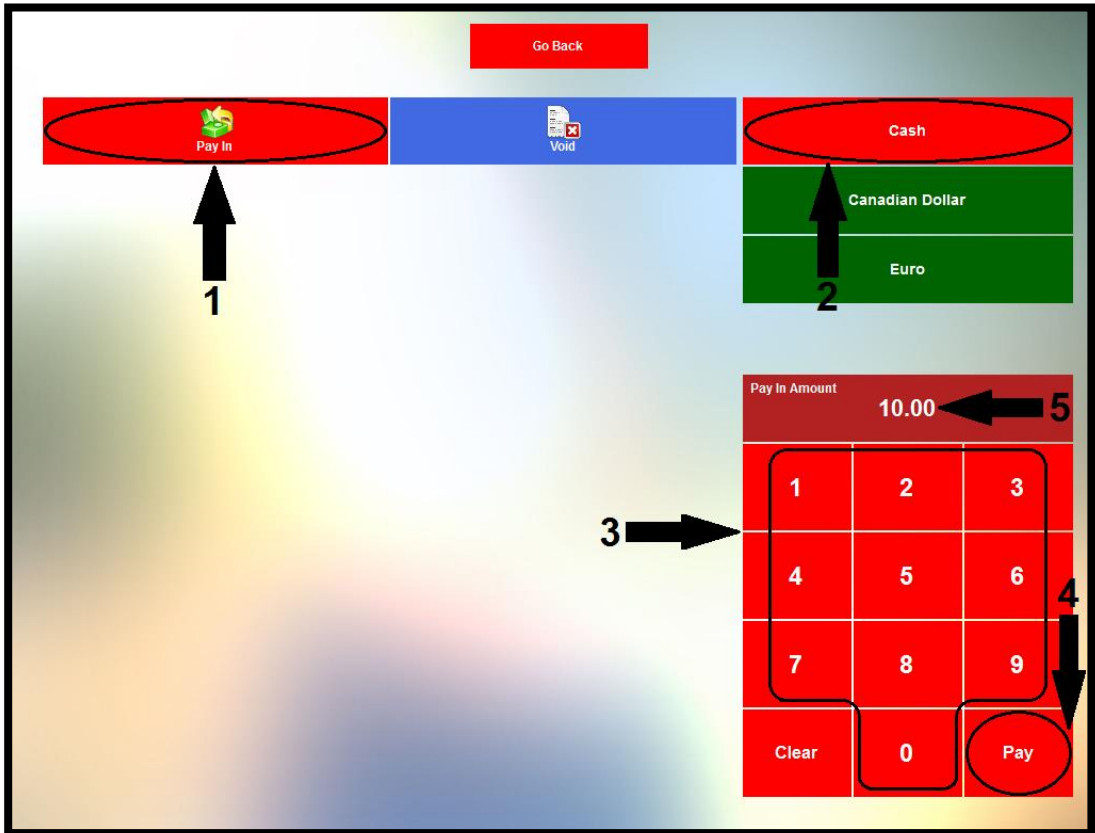 Go Back
Pay In
Void
Cash
Canadian Dollar
Euro
1
2
Pay In Amount
10.00
5
1 2 3
3
4 5 6
4
7 8 9
Clear 0 Pay